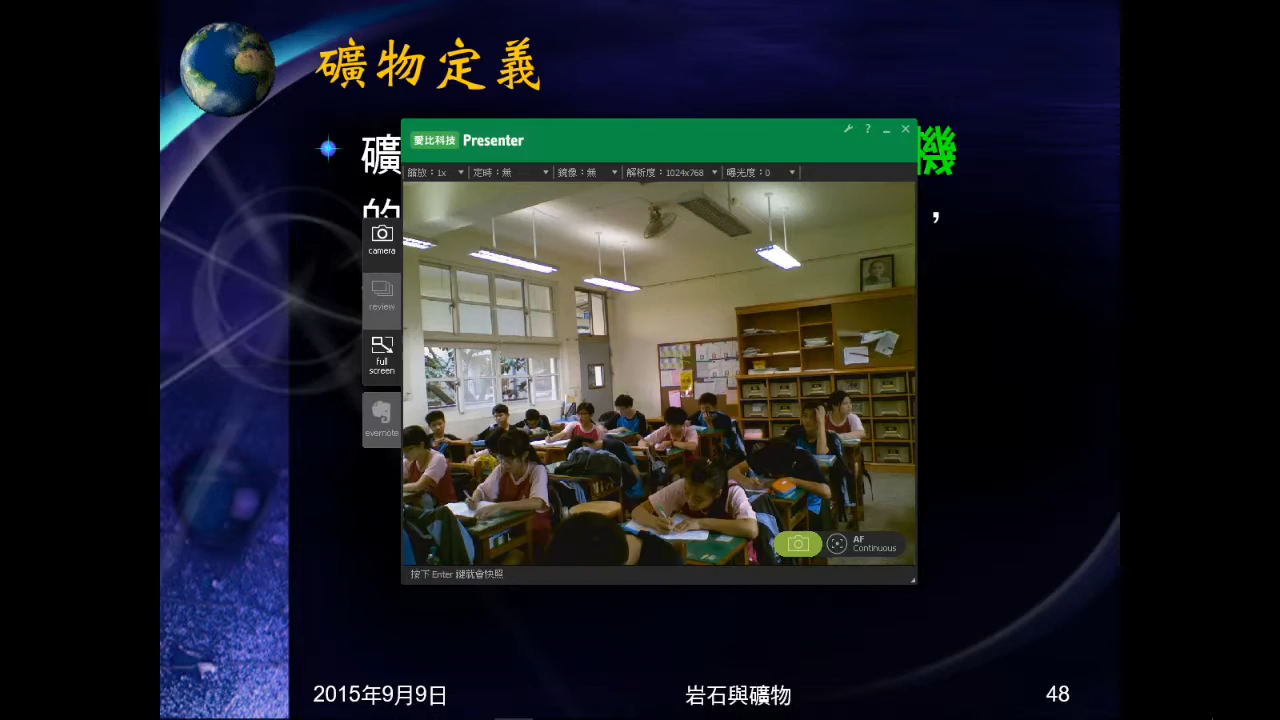 礦物定義
礦
機
的
，
愛比科技 Presenter
?
縮放：1x
定時：無
鏡像：無
解析度：1024x768
曝光度：0
camera
review
full
screen
evernote
AF
Continuous
按下 Enter 鍵就會快照
2015年9月9日
岩石與礦物
48